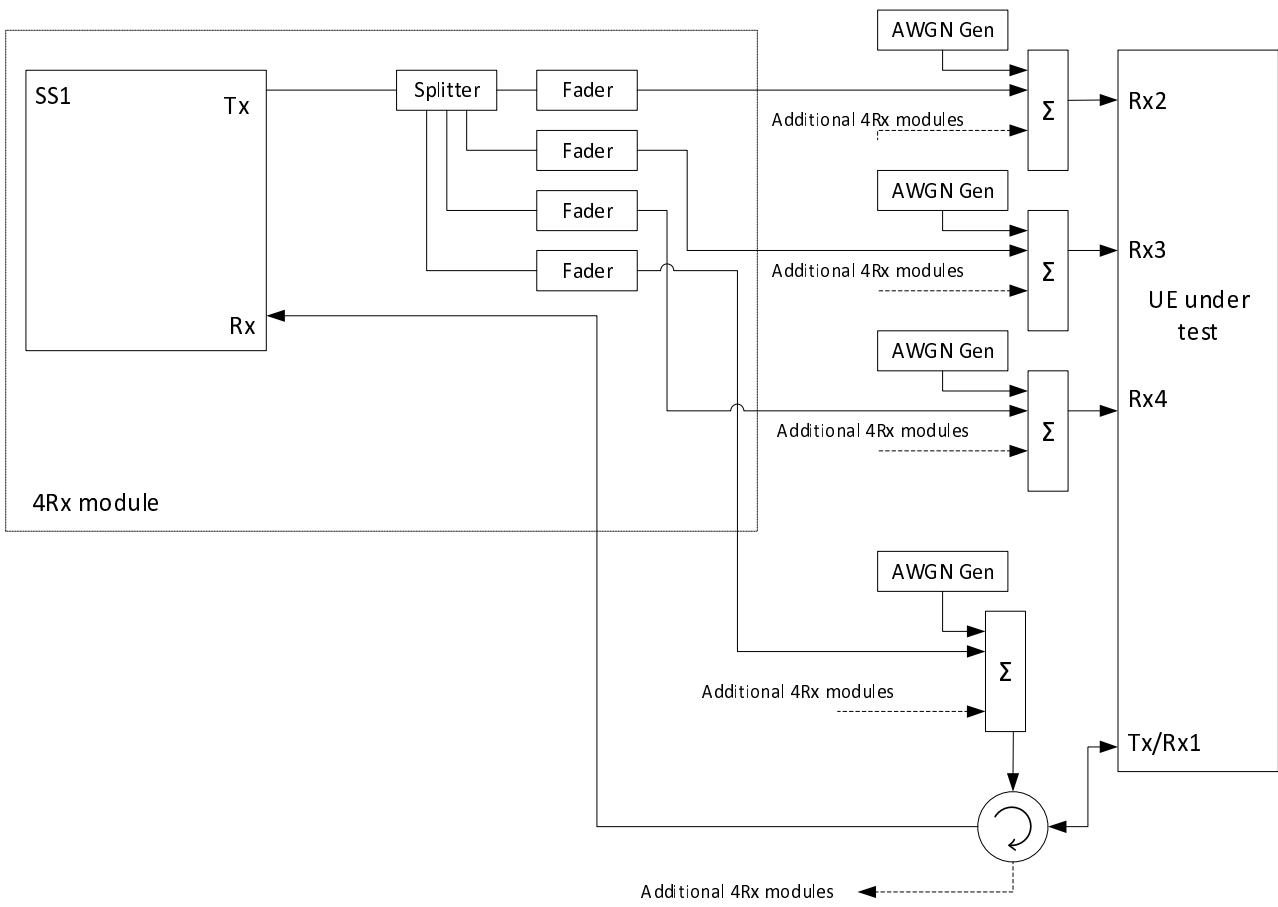 AWGN Gen
SS1
Tx
Splitter
Fader
Σ
Rx2
Additional 4Rx modules
Fader
AWGN Gen
Fader
Rx3
Fader
Additional 4Rx modules
Σ
UE under
test
Rx
AWGN Gen
Rx4
Additional 4Rx modules
Σ
4Rx module
AWGN Gen
Σ
Additional 4Rx modules
Tx/Rx1
Additional 4Rx modules